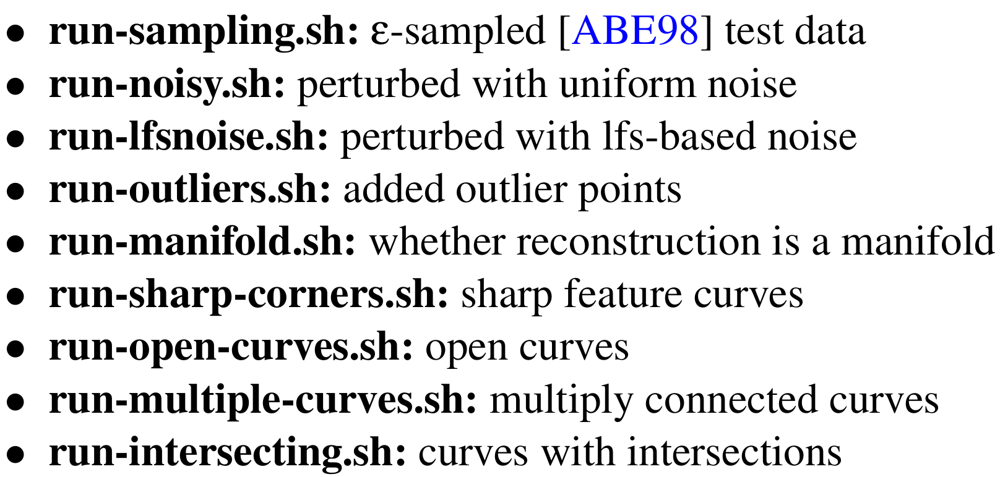 • run-sampling.sh: ε-sampled [ABE98] test data
• run-noisy.sh: perturbed with uniform noise
• run-lfsnoise.sh: perturbed with lfs-based noise
• run-outliers.sh: added outlier points
• run-manifold.sh: whether reconstruction is a manifold
• run-sharp-corners.sh: sharp feature curves
• run-open-curves.sh: open curves
• run-multiple-curves.sh: multiply connected curves
• run-intersecting.sh: curves with intersections